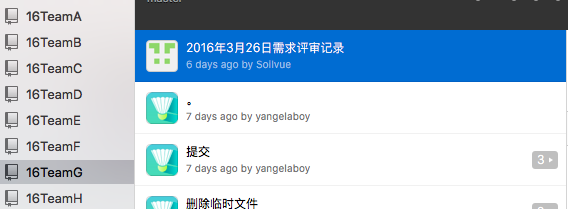 master
16TeamA
16TeamB
16TeamC
16TeamD
16TeamE
16TeamF
16TeamG
16TeamH
2016年3月26日需求评审记录
6 days ago by Sollvue
。
7 days ago by yangelaboy
提交
7 days ago by yangelaboy
3
删除临时文件